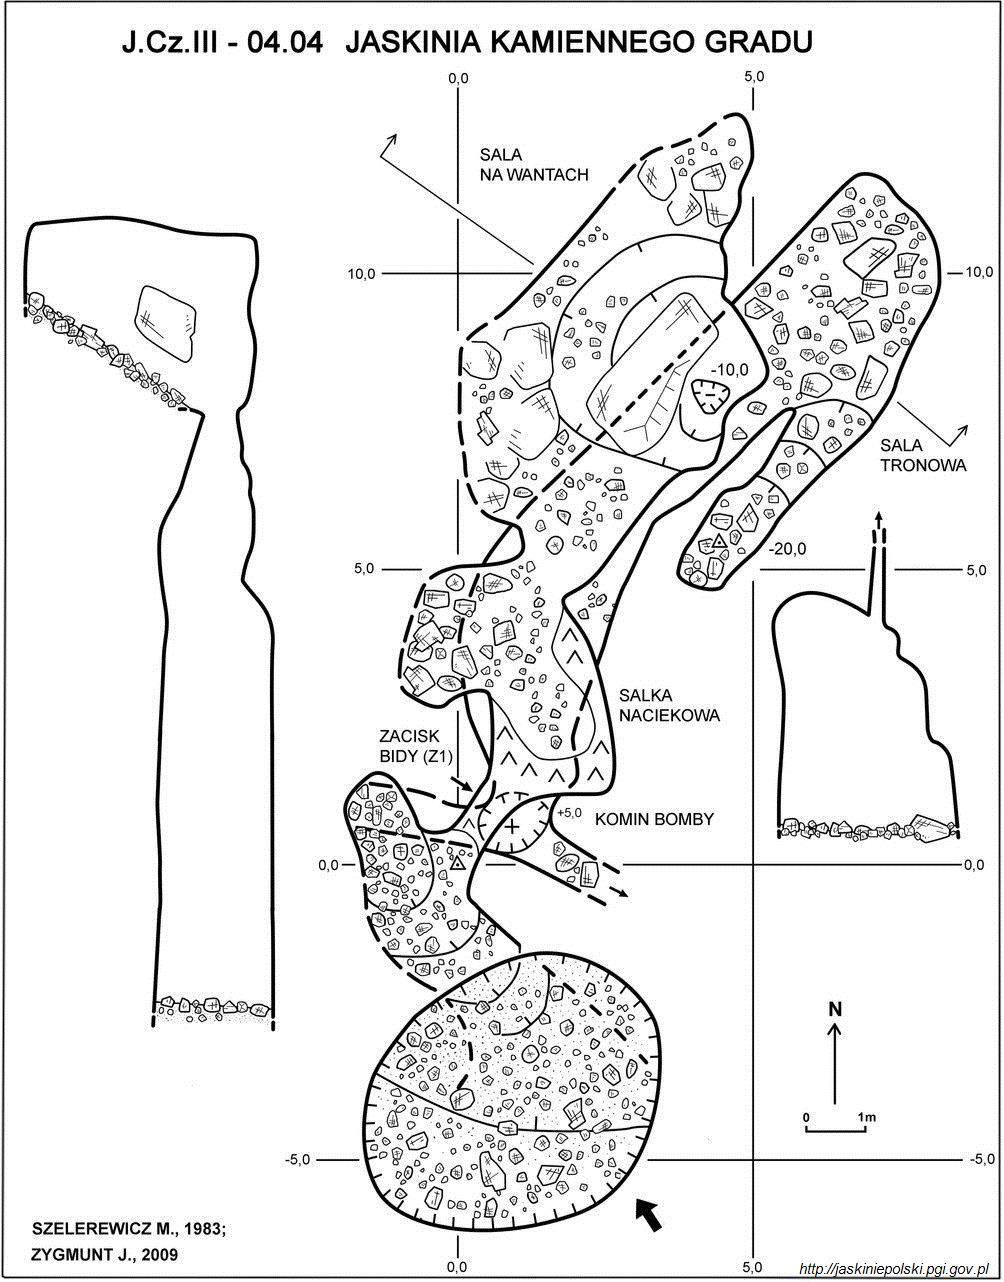 J.Cz.III - 04.04 JASKINIA KAMIENNEGO GRADU
0,0
5,0
SALA
NA WANTACH
10,0
10,0
-10,0
SALA
TRONOWA
-20,0
5,0
5,0
SALKA
NACIEKOWA
ZACISK
BIDY (Z1)
+5,0
KOMIN BOMBY
0,0
0,0
N
0 1m
-5,0
-5,0
SZELEREWICZ M., 1983;
ZYGMUNT J., 2009
0,0
5,0
http://jaskiniepolski.pgi.gov.pl